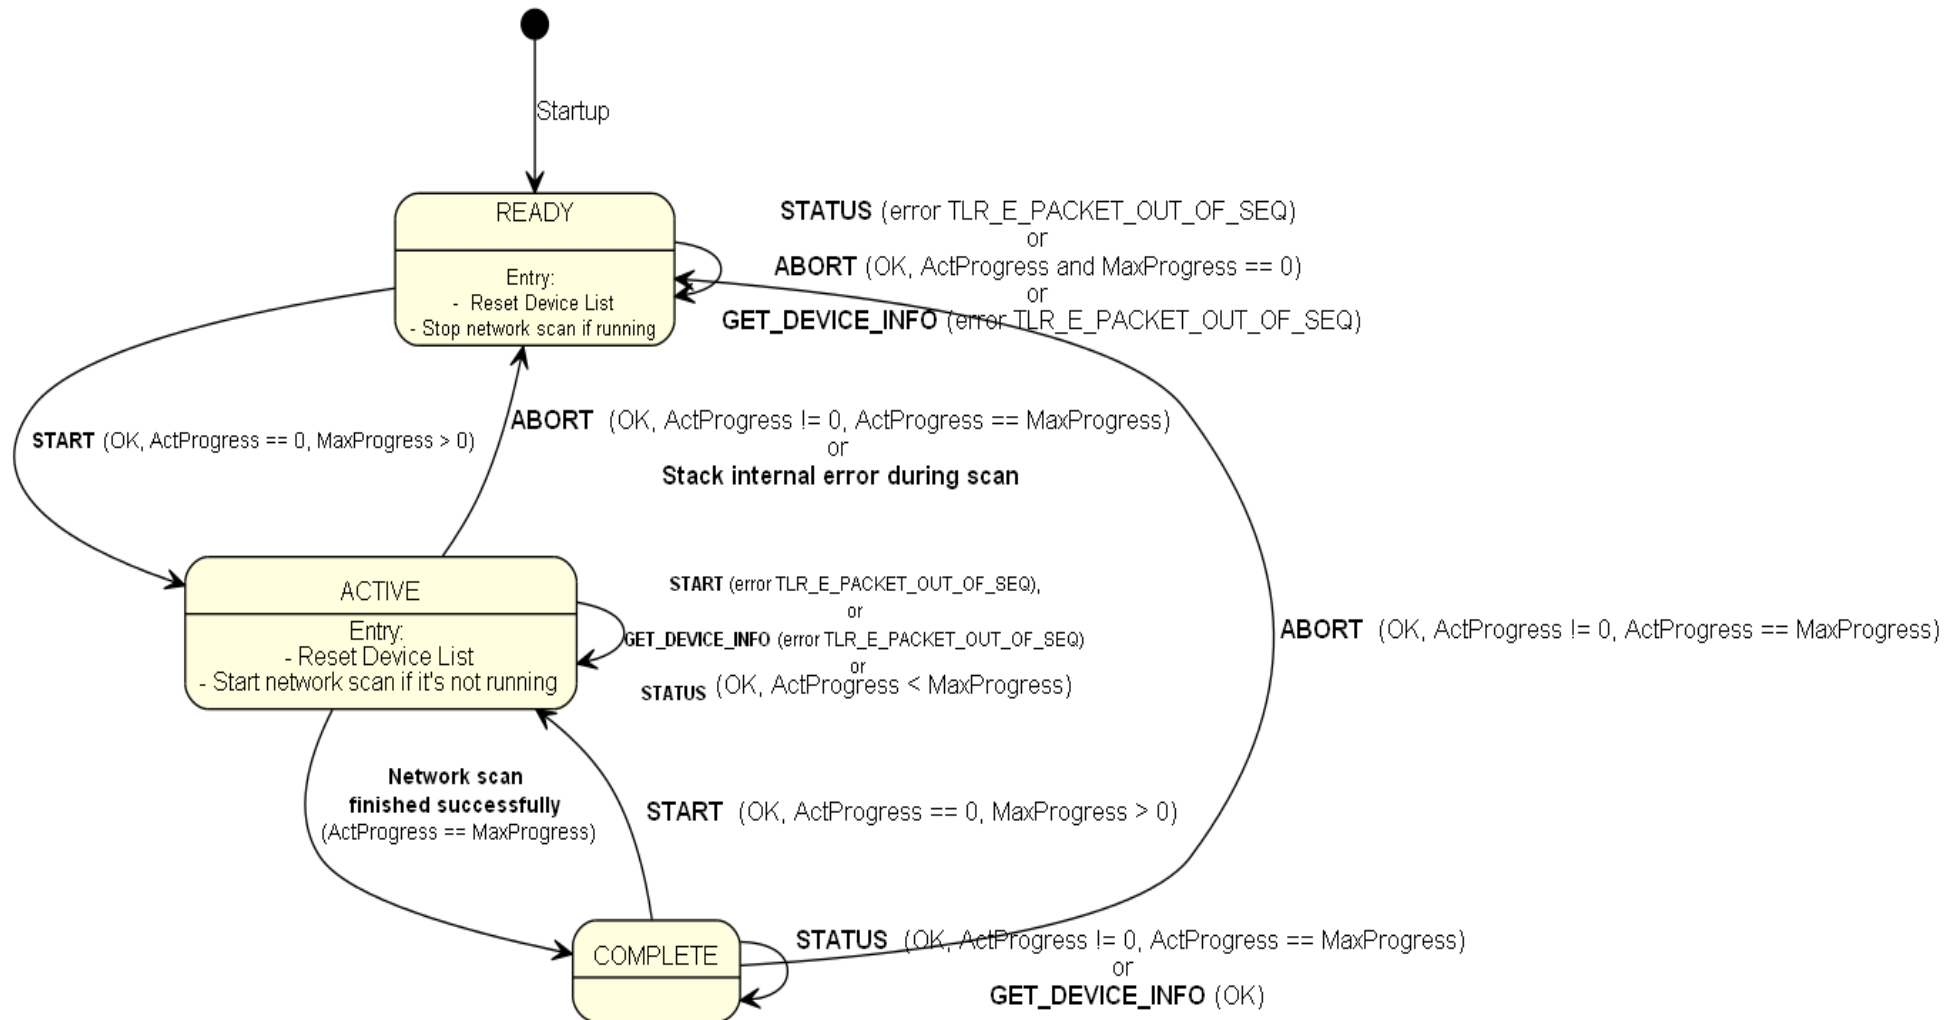 Startup
READY
Entry:
- Reset Device List
- Stop network scan if running
STATUS (error TLR_E_PACKET_OUT_OF_SEQ)
or
ABORT (OK, ActProgress and MaxProgress == 0)
or
GET_DEVICE_INFO (error TLR_E_PACKET_OUT_OF_SEQ)
START (OK, ActProgress == 0, MaxProgress > 0)
ABORT (OK, ActProgress != 0, ActProgress == MaxProgress)
or
Stack internal error during scan
ACTIVE
Entry:
- Reset Device List
- Start network scan if it's not running
START (error TLR_E_PACKET_OUT_OF_SEQ),
or
GET_DEVICE_INFO (error TLR_E_PACKET_OUT_OF_SEQ)
or
STATUS (OK, ActProgress < MaxProgress)
ABORT (OK, ActProgress != 0, ActProgress == MaxProgress)
Network scan
finished successfully
(ActProgress == MaxProgress)
START (OK, ActProgress == 0, MaxProgress > 0)
COMPLETE
STATUS (OK, ActProgress != 0, ActProgress == MaxProgress)
or
GET_DEVICE_INFO (OK)